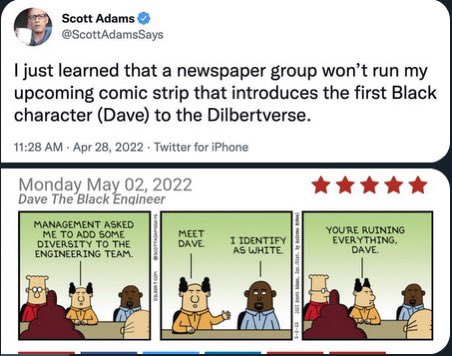 Scott Adams
@ScottAdamsSays
I just learned that a newspaper group won't run my
upcoming comic strip that introduces the first Black
character (Dave) to the Dilbertverse.
11:28 AM · Apr 28, 2022 · Twitter for iPhone
Monday May 02, 2022
Dave The Black Engineer
MANAGEMENT ASKED
ME TO ADD SOME
DIVERSITY TO THE
ENGINEERING TEAM.
DILBERT.COM @SCOTTADAMSSAYS
MEET
DAVE.
I IDENTIFY
AS WHITE.
YOU'RE RUINING
EVERYTHING,
DAVE.